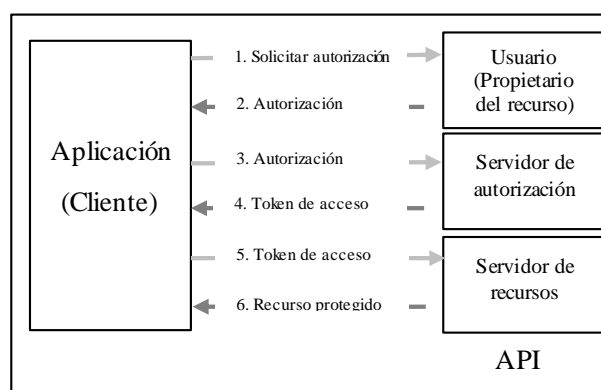 Aplicación
(Cliente)
1. Solicitar autorización
2. Autorización
3. Autorización
4. Token de acceso
5. Token de acceso
6. Recurso protegido
Usuario
(Propietario
del recurso)
Servidor de
autorización
Servidor de
recursos
API